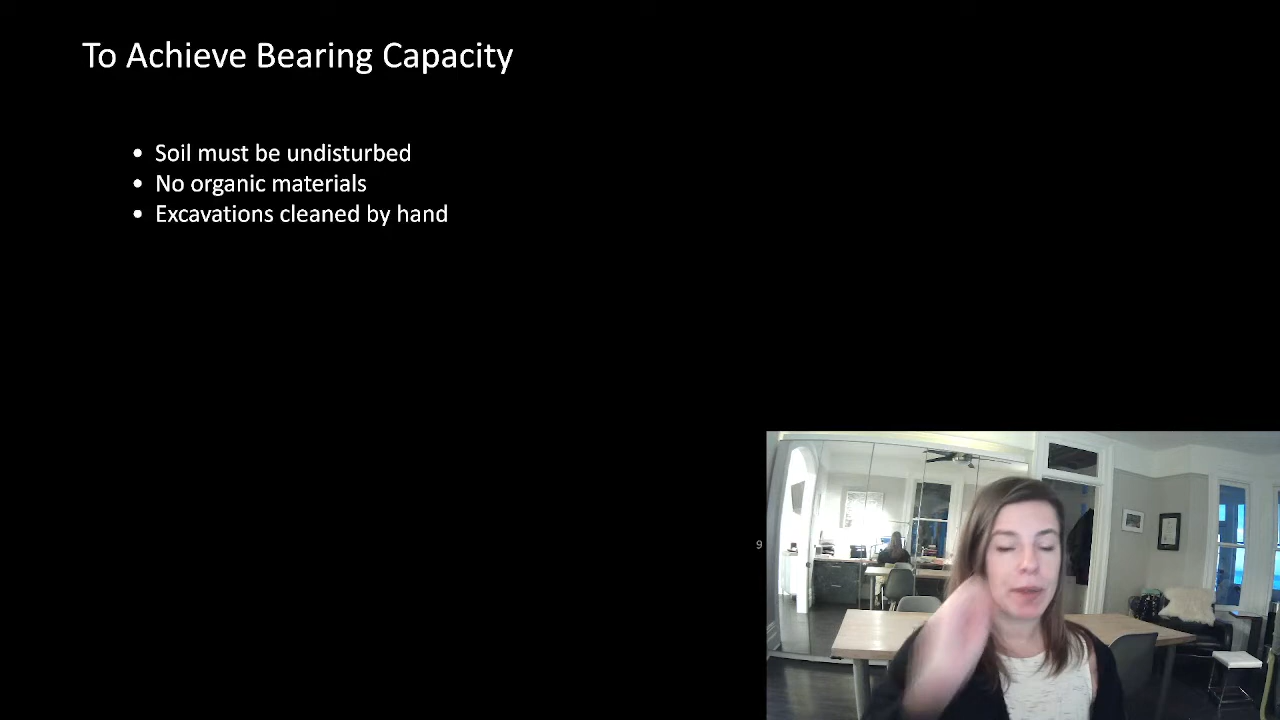 To Achieve Bearing Capacity
• Soil must be undisturbed
• No organic materials
• Excavations cleaned by hand
9